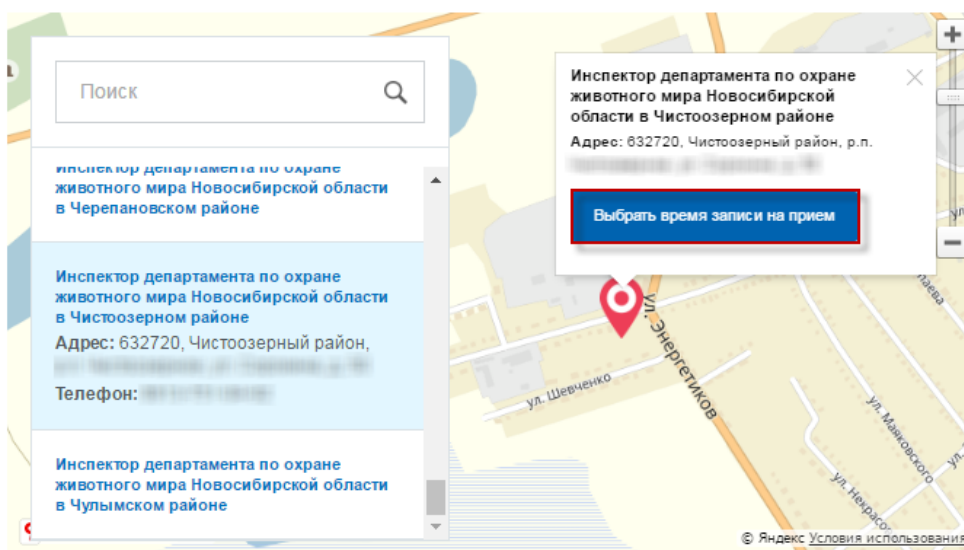 Поиск
Инспектор департамента по охране
животного мира Новосибирской области
в Черепановском районе
Инспектор департамента по охране
животного мира Новосибирской области
в Чистоозерном районе
Адрес: 632720, Чистоозерный район,
Телефон:
Инспектор департамента по охране
животного мира Новосибирской области
в Чулымском районе
Инспектор департамента по охране
животного мира Новосибирской
области в Чистоозерном районе
Адрес: 632720, Чистоозерный район, р.п.
Выбрать время записи на прием
ул. Энергетиков
ул. Шевченко
ул. Маяковского
© Яндекс Условия использования